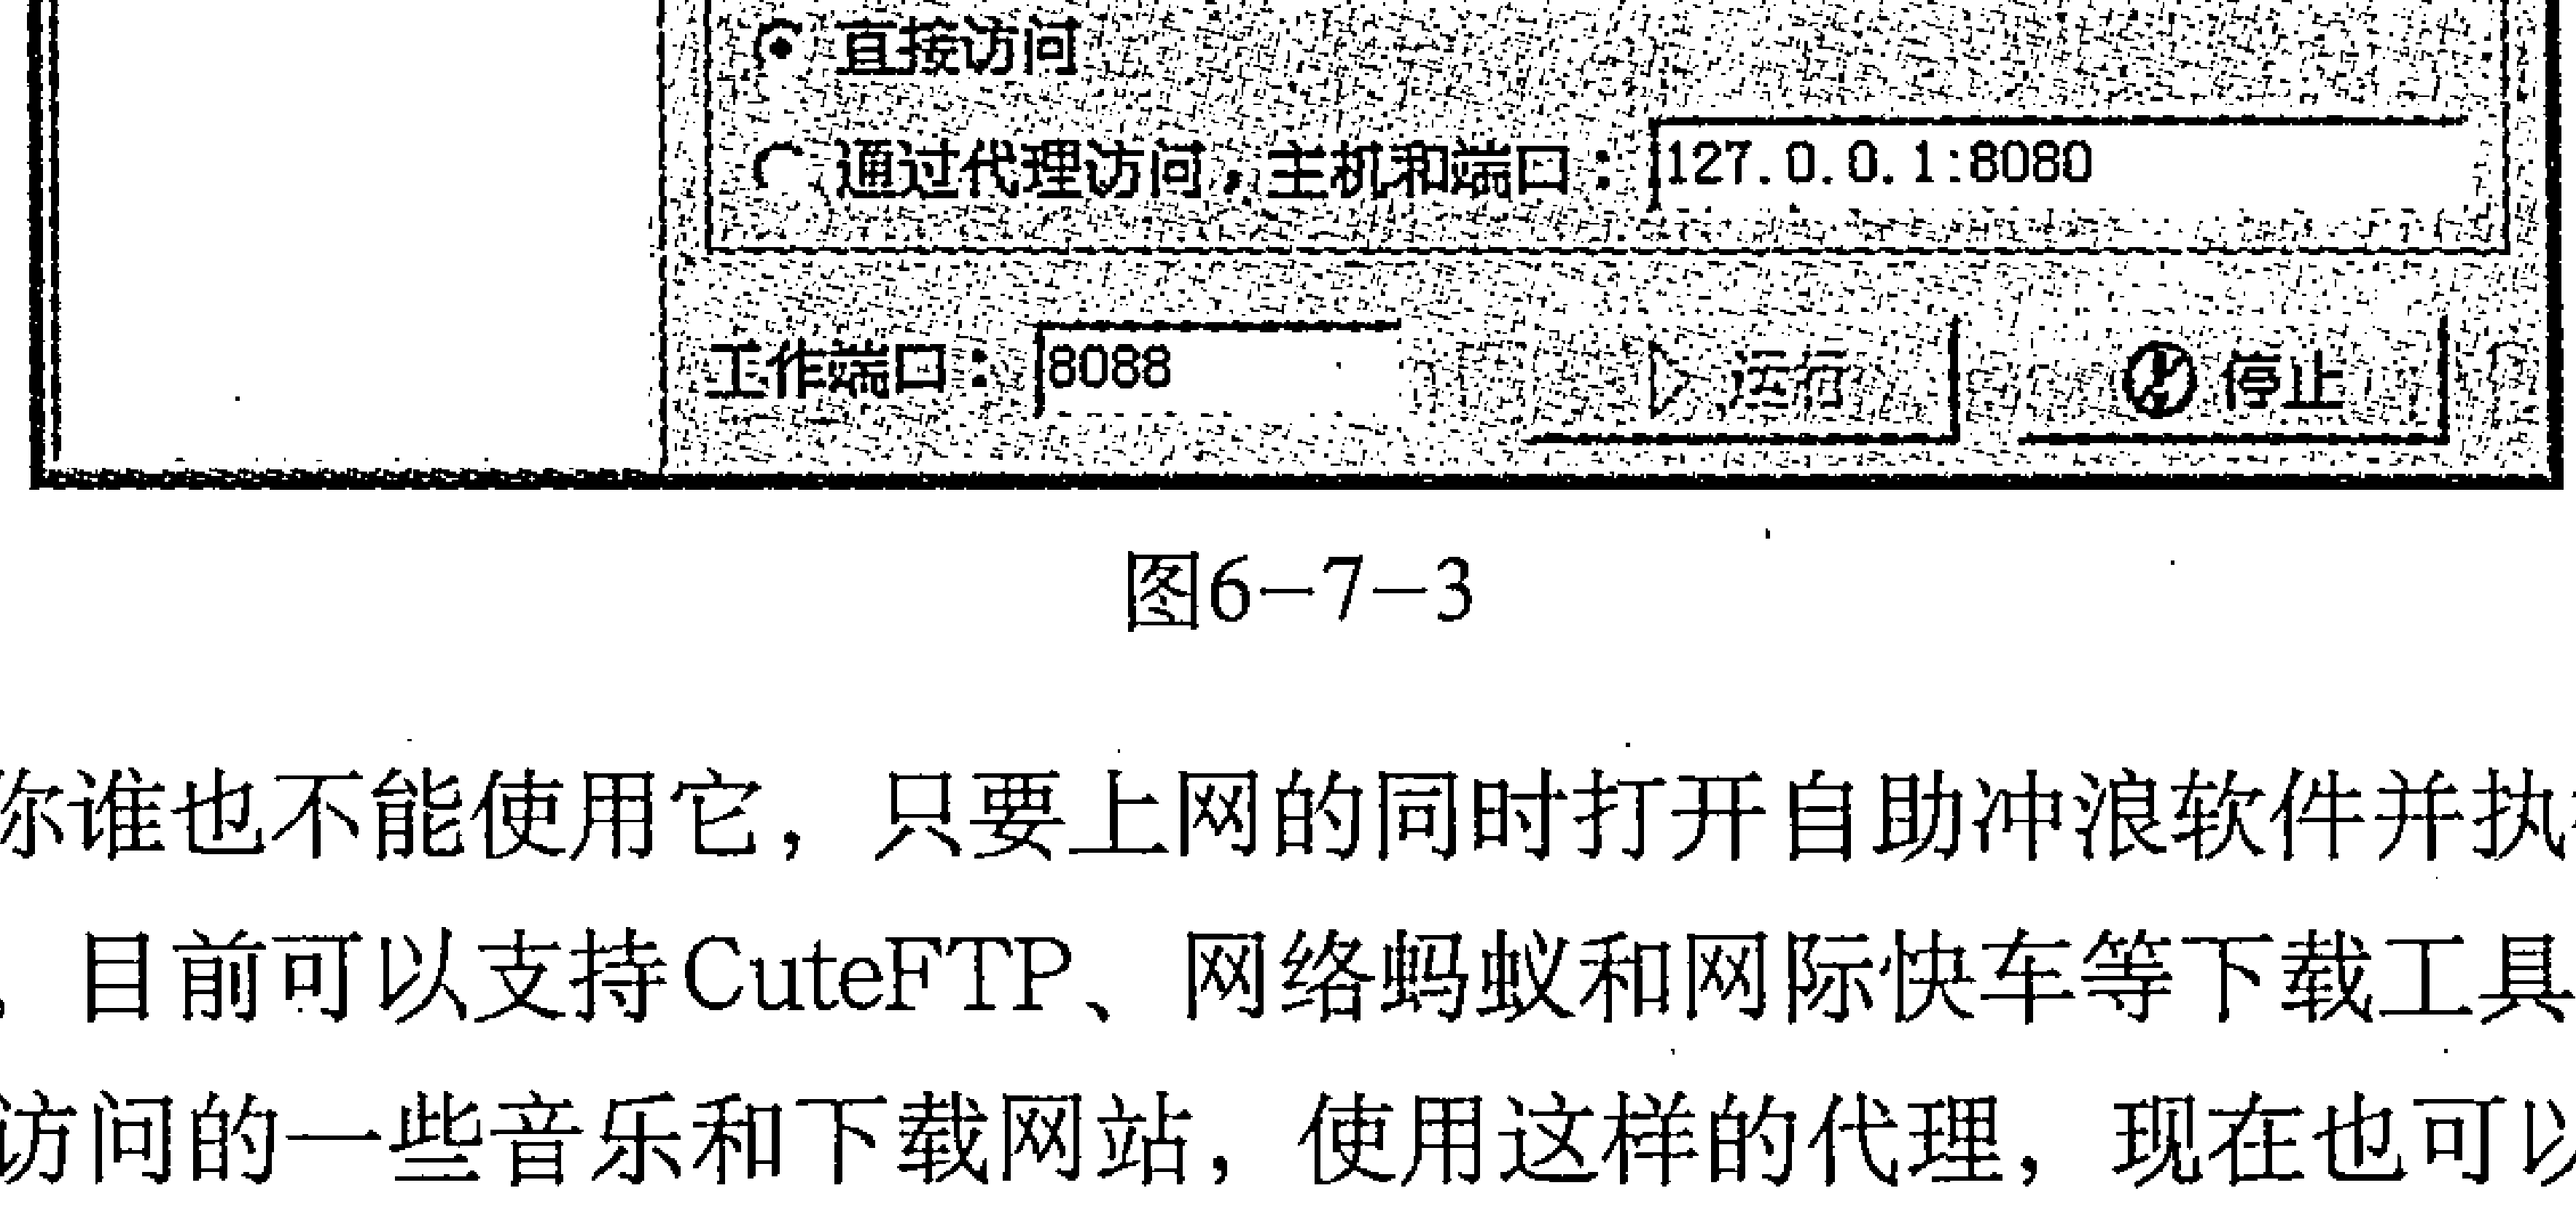 直接访问
通过代理访问，主机和端口： 127.0.0.1:8080
工作端口： 8088 运行 停止
图6-7-3
你谁也不能使用它，只要上网的同时打开自助冲浪软件并执
目前可以支持CuteFTP、网络蚂蚁和网际快车等下载工具
访问的一些音乐和下载网站，使用这样的代理，现在也可以